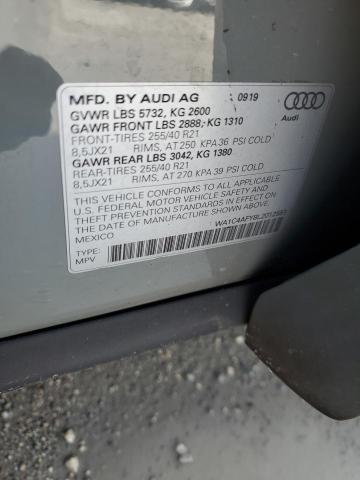 MFD. BY AUDI AG 09/19
GVWR LBS 5732, KG 2600
GAWR FRONT LBS 2888, KG 1310
FRONT-TIRES 255/40 R21
8,5JX21 RIMS, AT 250 KPA 36 PSI COLD
GAWR REAR LBS 3042, KG 1380
REAR-TIRES 255/40 R21
8,5JX21 RIMS, AT 270 KPA 39 PSI COLD
THIS VEHICLE CONFORMS TO ALL APPLICABLE
U.S. FEDERAL MOTOR VEHICLE SAFETY AND
THEFT PREVENTION STANDARDS IN EFFECT ON
THE DATE OF MANUFACTURE SHOWN ABOVE.
MEXICO
TYPE:
MPV
Audi